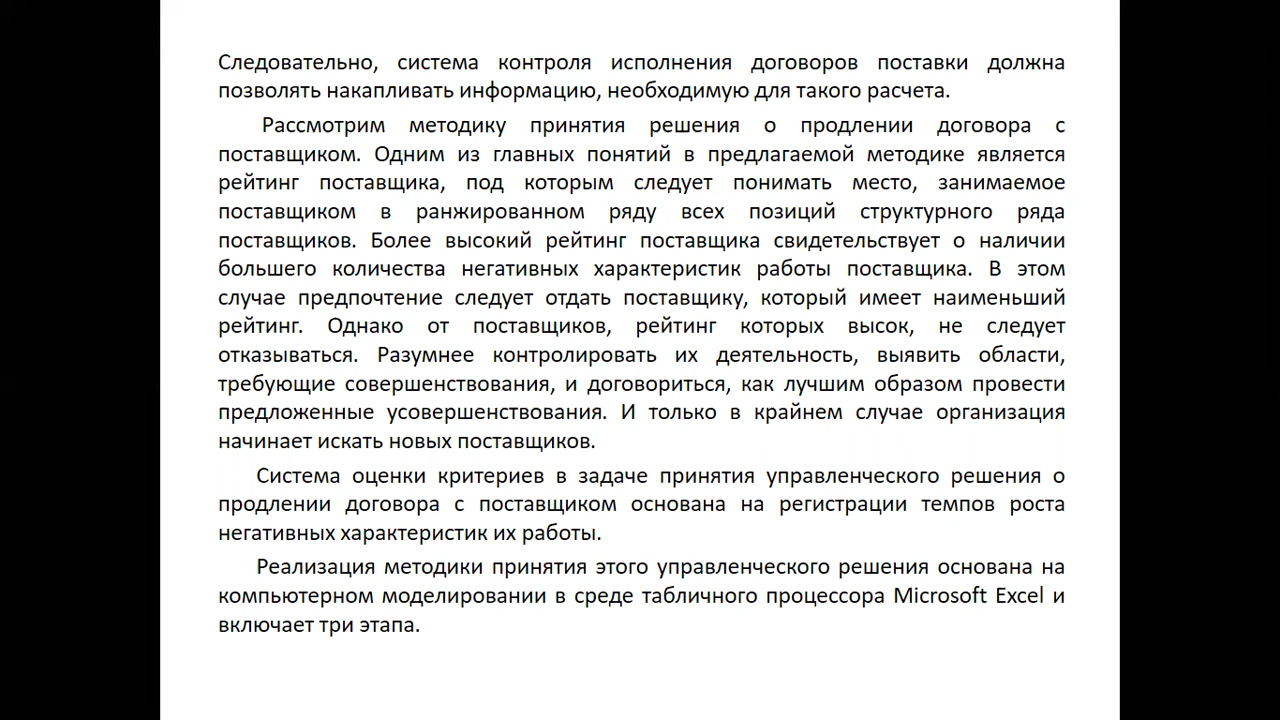 Следовательно, система контроля исполнения договоров поставки должна
позволять накапливать информацию, необходимую для такого расчета.
Рассмотрим методику принятия решения о продлении договора с
поставщиком. Одним из главных понятий в предлагаемой методике является
рейтинг поставщика, под которым следует понимать место, занимаемое
поставщиком в ранжированном ряду всех позиций структурного ряда
поставщиков. Более высокий рейтинг поставщика свидетельствует о наличии
большего количества негативных характеристик работы поставщика. В этом
случае предпочтение следует отдать поставщику, который имеет наименьший
рейтинг. Однако от поставщиков, рейтинг которых высок, не следует
отказываться. Разумнее контролировать их деятельность, выявить области,
требующие совершенствования, и договориться, как лучшим образом провести
предложенные усовершенствования. И только в крайнем случае организация
начинает искать новых поставщиков.
Система оценки критериев в задаче принятия управленческого решения о
продлении договора с поставщиком основана на регистрации темпов роста
негативных характеристик их работы.
Реализация методики принятия этого управленческого решения основана на
компьютерном моделировании в среде табличного процессора Microsoft Excel и
включает три этапа.